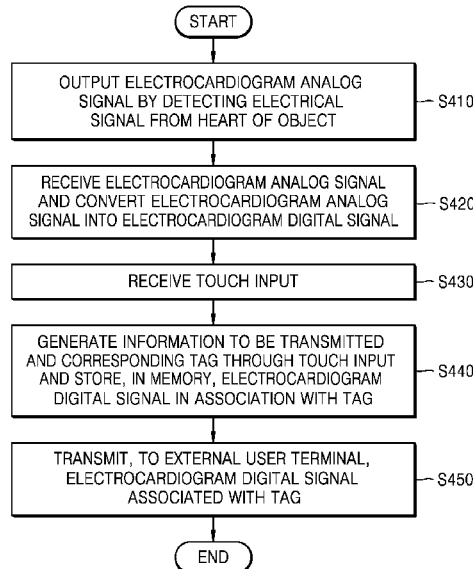 START
OUTPUT ELECTROCARDIOGRAM ANALOG
SIGNAL BY DETECTING ELECTRICAL
SIGNAL FROM HEART OF OBJECT
S410
RECEIVE ELECTROCARDIOGRAM ANALOG SIGNAL
AND CONVERT ELECTROCARDIOGRAM ANALOG
SIGNAL INTO ELECTROCARDIOGRAM DIGITAL SIGNAL
S420
RECEIVE TOUCH INPUT
S430
GENERATE INFORMATION TO BE TRANSMITTED
AND CORRESPONDING TAG THROUGH TOUCH INPUT
AND STORE, IN MEMORY, ELECTROCARDIOGRAM
DIGITAL SIGNAL IN ASSOCIATION WITH TAG
S440
TRANSMIT, TO EXTERNAL USER TERMINAL,
ELECTROCARDIOGRAM DIGITAL SIGNAL
ASSOCIATED WITH TAG
S450
END